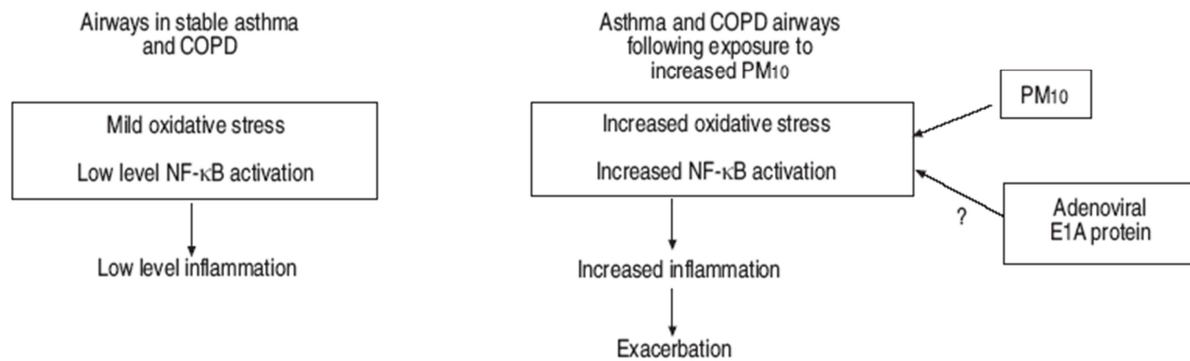 Airways in stable asthma
and COPD
Mild oxidative stress
Low level NF-κB activation
Low level inflammation
Asthma and COPD airways
following exposure to
increased PM10
Increased oxidative stress
Increased NF-κB activation
Increased inflammation
Exacerbation
PM10
?
Adenoviral
E1A protein